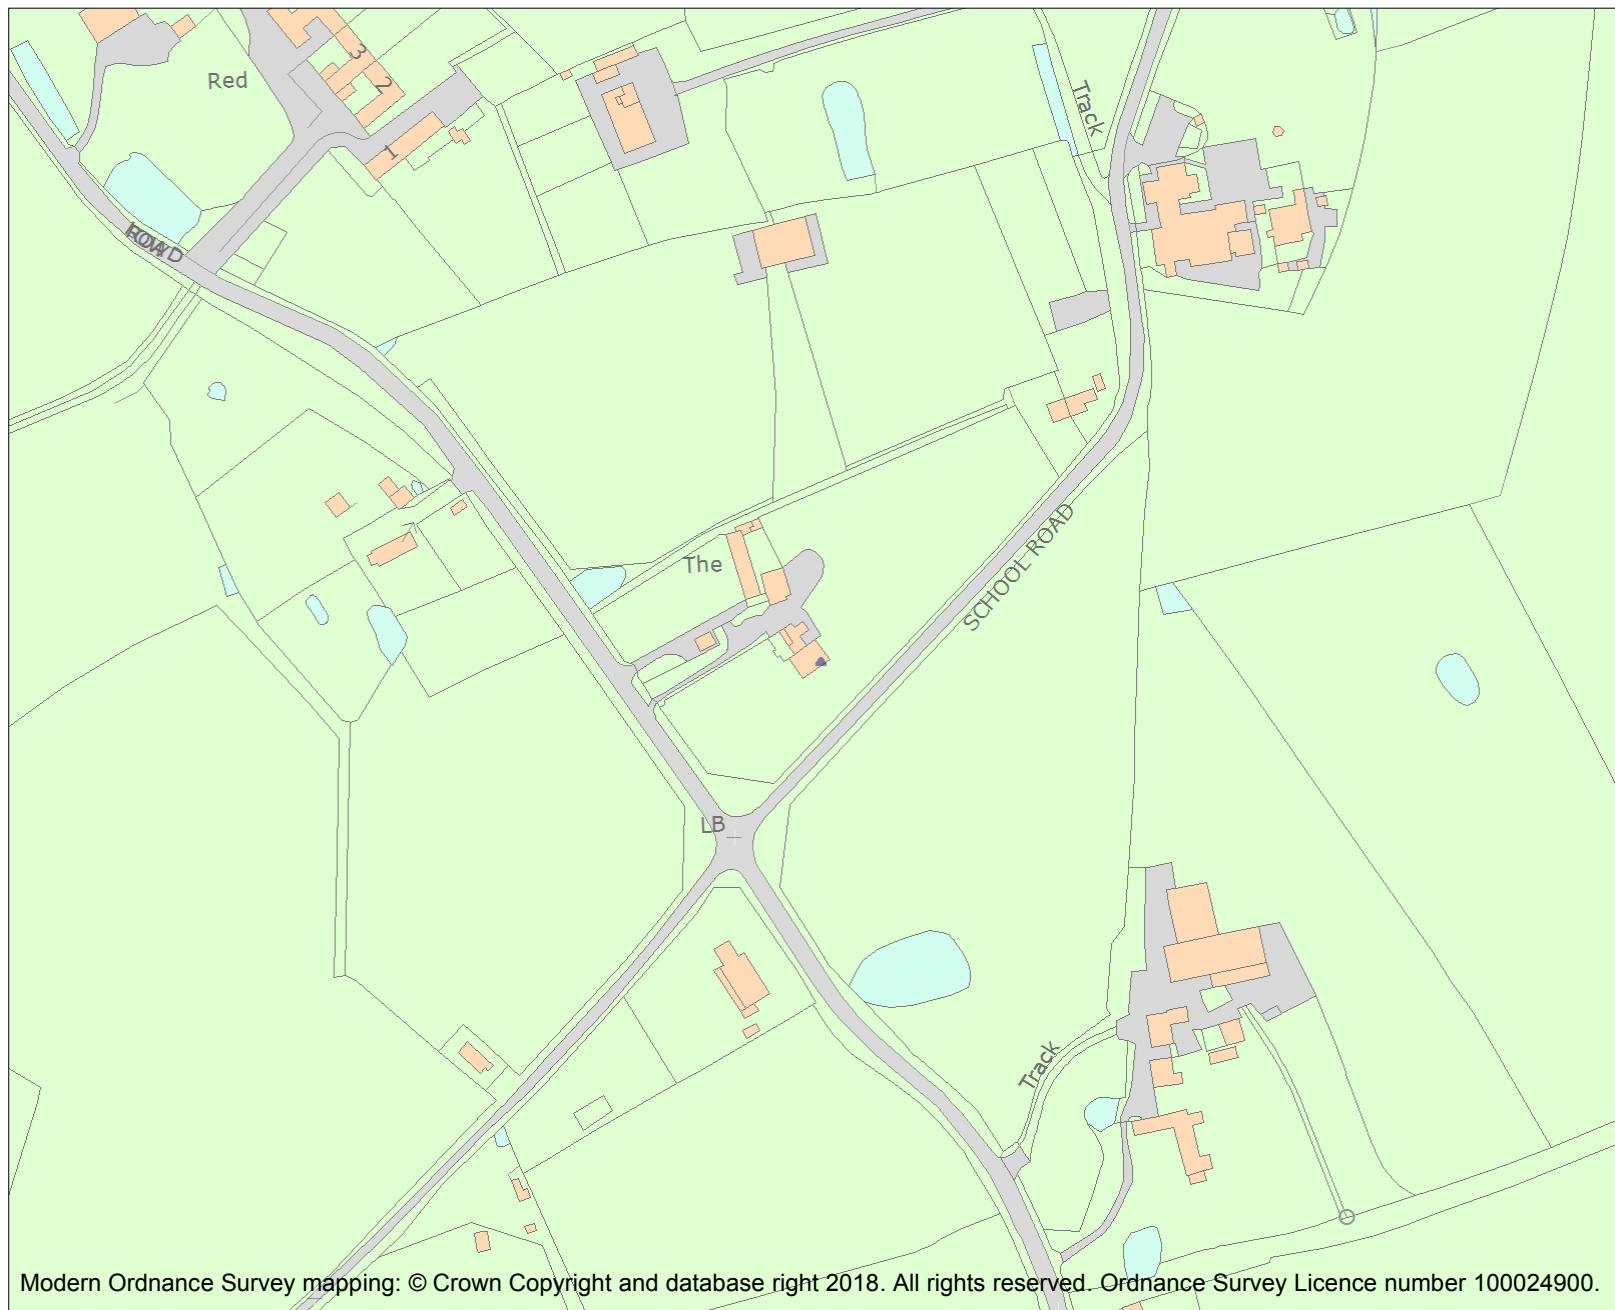 3
2
1
Red
Track
ROAD
The
SCHOOL ROAD
LB
Track
Modern Ordnance Survey mapping: © Crown Copyright and database right 2018. All rights reserved. Ordnance Survey Licence number 100024900.